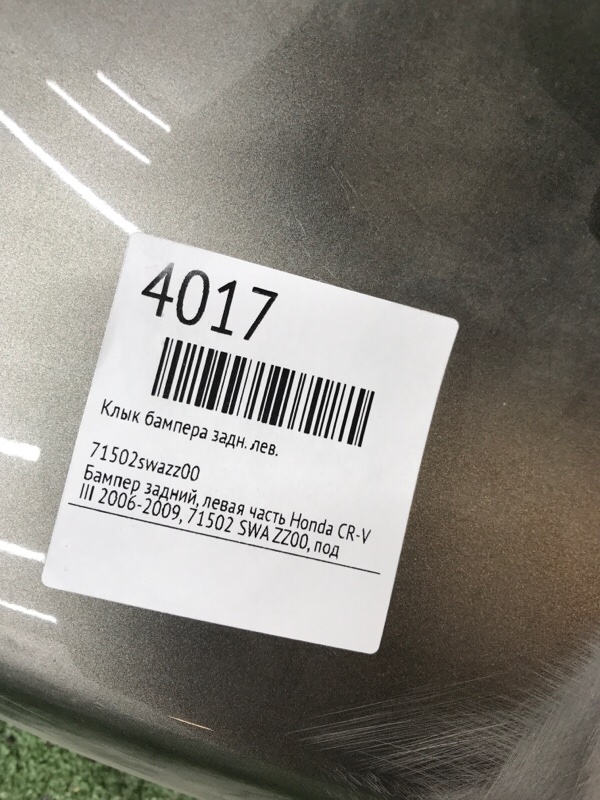 4017
Клык бампера задн. лев.
71502swazz00
Бампер задний, левая часть Honda CR-V
III 2006-2009, 71502 SWA ZZ00, под